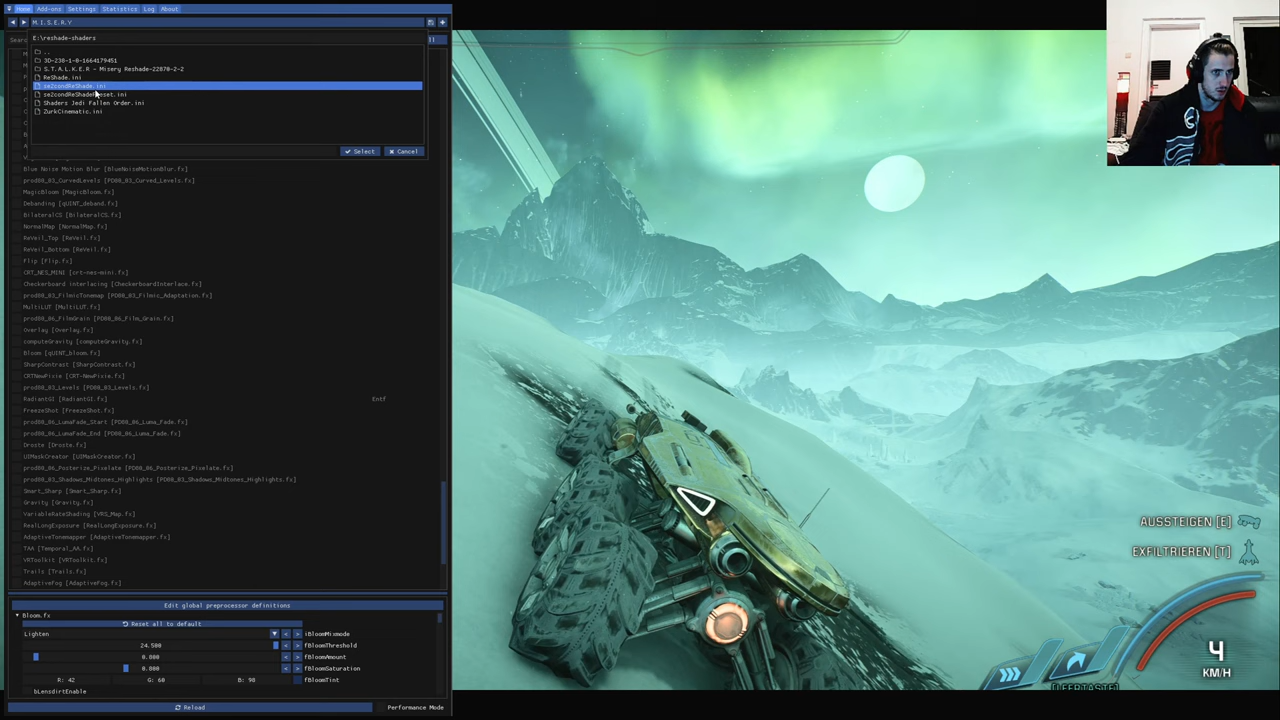 Home Add-ons Settings Statistics Log About
M.I.S.E.R.Y
E:\reshade-shaders
..
3D-230-1-0-1664179451
S.T.A.L.K.E.R - Misery Reshade-22870-2-2
ReShade.ini
se2condReShade.ini
Shaders Jedi Fallen Order.ini
ZurkCinematic.ini
Select Cancel
Blue Noise Motion Blur [BlueNoiseMotionBlur.fx]
prod80_03_CurvedLevels [PD80_03_Curved_Levels.fx]
MagicBloom [MagicBloom.fx]
Debanding [qUINT_deband.fx]
BilateralCS [BilateralCS.fx]
NormalMap [NormalMap.fx]
ReVeil_Top [ReVeil.fx]
ReVeil_Bottom [ReVeil.fx]
Flip [Flip.fx]
CRT_NES_MINI [crt-nes-mini.fx]
Checkerboard interlacing [CheckerboardInterlace.fx]
prod80_03_FilmicTonemap [PD80_03_Filmic_Adaptation.fx]
MultiLUT [MultiLUT.fx]
prod80_06_FilmGrain [PD80_06_Film_Grain.fx]
Overlay [Overlay.fx]
computeGravity [computeGravity.fx]
Bloom [qUINT_bloom.fx]
SharpContrast [SharpContrast.fx]
CRTNewPixie [CRT-NewPixie.fx]
prod80_03_Levels [PD80_03_Levels.fx]
RadiantGI [RadiantGI.fx] Entf
FreezeShot [FreezeShot.fx]
prod80_06_LumaFade_Start [PD80_06_Luma_Fade.fx]
prod80_06_LumaFade_End [PD80_06_Luma_Fade.fx]
Droste [Droste.fx]
UIMaskCreator [UIMaskCreator.fx]
prod80_06_Posterize_Pixelate [PD80_06_Posterize_Pixelate.fx]
prod80_03_Shadows_Midtones_Highlights [PD80_03_Shadows_Midtones_Highlights.fx]
Smart_Sharp [Smart_Sharp.fx]
Gravity [Gravity.fx]
VariableRateShading [VRS_Map.fx]
RealLongExposure [RealLongExposure.fx]
AdaptiveTonemapper [AdaptiveTonemapper.fx]
TAA [Temporal_AA.fx]
VRToolkit [VRToolkit.fx]
Trails [Trails.fx]
AdaptiveFog [AdaptiveFog.fx]
Edit global preprocessor definitions
Bloom.fx
Reset all to default
Lighten iBloomMixmode
24.500 fBloomThreshold
0.800 fBloomAmount
0.800 fBloomSaturation
R: 42 G: 60 B: 90 fBloomTint
bLensdirtEnable
Reload Performance Mode
AUSSTEIGEN [E]
EXFILTRIEREN [T]
4
KM/H
[LEERTASTE]